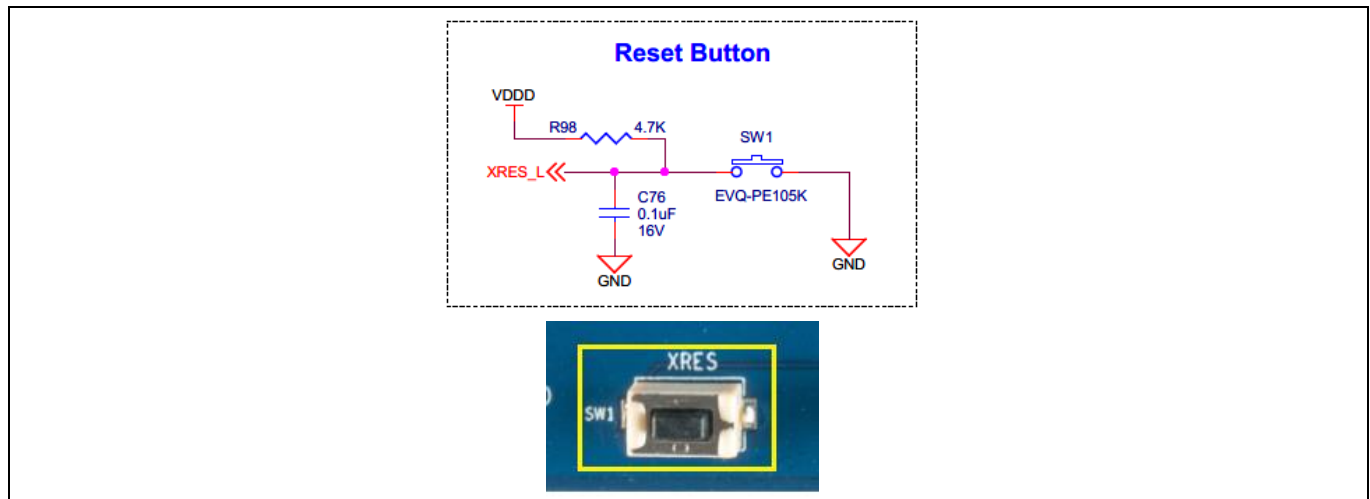 Reset Button
VDDD
R98 4.7K
SW1
XRES_L
EVQ-PE105K
C76
0.1uF
16V
GND
GND
XRES
SW1